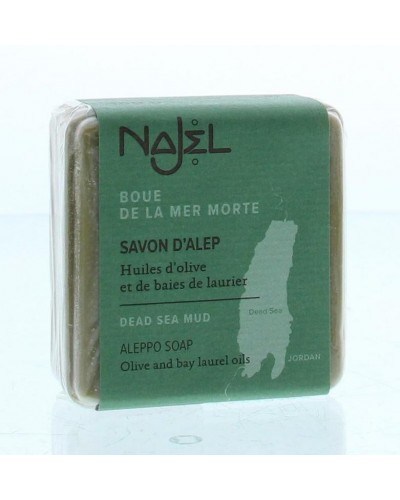 NAJEL
BOUE
DE LA MER MORTE
SAVON D'ALEP
Huiles d'olive
et de baies de laurier
Dead Sea
DEAD SEA MUD
ALEPPO SOAP
JORDAN
Olive and bay laurel oils